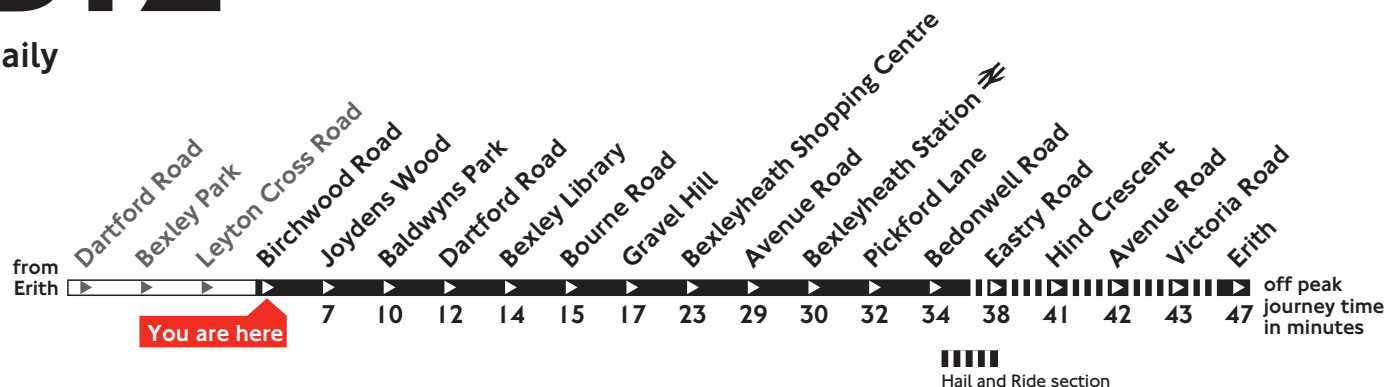 Daily
Dartford Road
Bexley Park
Leyton Cross Road
Birchwood Road
Joydens Wood
Baldwyns Park
Dartford Road
Bexley Library
Bourne Road
Gravel Hill
Bexleyheath Shopping Centre
Avenue Road
Bexleyheath Station
Pickford Lane
Bedonwell Road
Eastry Road
Hind Crescent
Avenue Road
Victoria Road
Erith
from
Erith
You are here
7 10 12 14 15 17 23 29 30 32 34 38 41 42 43 47
off peak
journey time
in minutes
Hail and Ride section